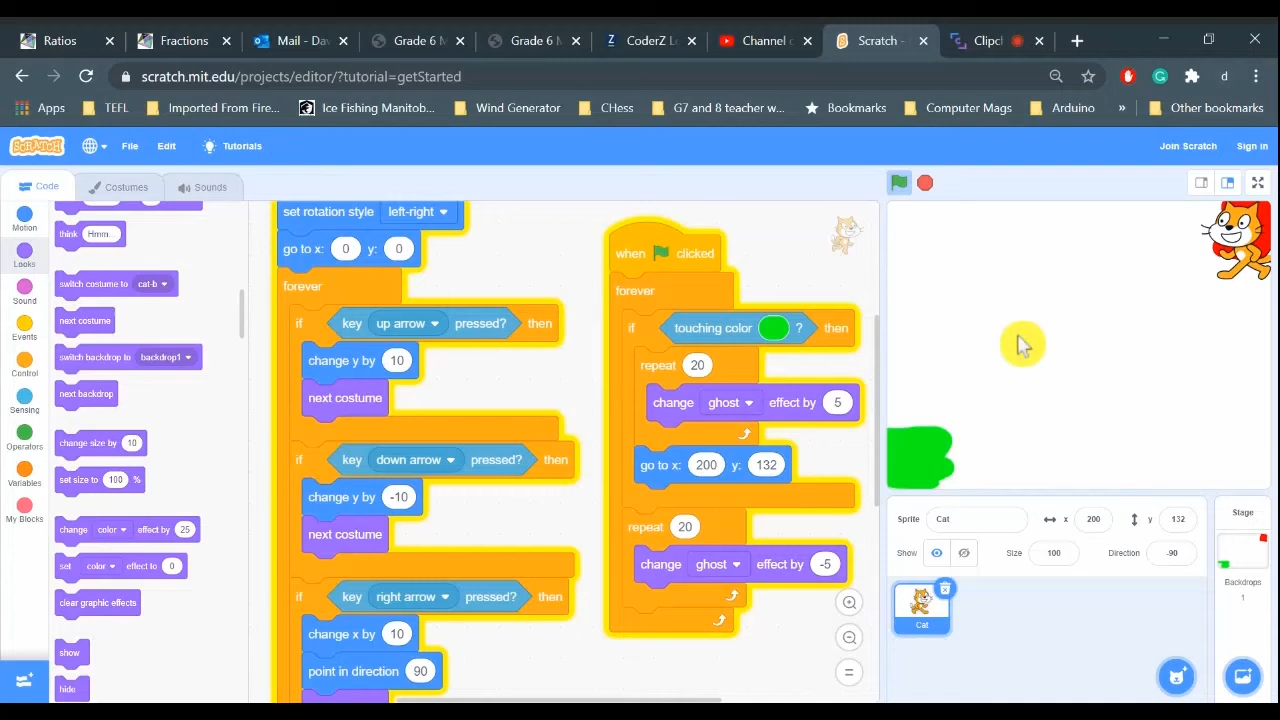 Ratios
Fractions
Mail - Dav
Grade 6 M
Grade 6 M
CoderZ Le
Channel c
Scratch -
Clipch
scratch.mit.edu/projects/editor/?tutorial=getStarted
d
Apps
TEFL
Imported From Fire...
Ice Fishing Manitob...
Wind Generator
CHess
G7 and 8 teacher w...
Bookmarks
Computer Mags
Arduino
»
Other bookmarks
SCRATCH
File
Edit
Tutorials
Join Scratch
Sign in
Code
Costumes
Sounds
Motion
Looks
Sound
Events
Control
Sensing
Operators
Variables
My Blocks
think Hmm...
switch costume to cat-b
next costume
switch backdrop to backdrop1
next backdrop
change size by 10
set size to 100 %
change color effect by 25
set color effect to 0
clear graphic effects
show
hide
set rotation style left-right
go to x: 0 y: 0
forever
if key up arrow pressed? then
change y by 10
next costume
if key down arrow pressed? then
change y by -10
next costume
if key right arrow pressed? then
change x by 10
point in direction 90
when clicked
forever
if touching color ? then
repeat 20
change ghost effect by 5
go to x: 200 y: 132
repeat 20
change ghost effect by -5
Sprite Cat x 200 y 132
Show Size 100 Direction -90
Cat
Stage
Backdrops
1